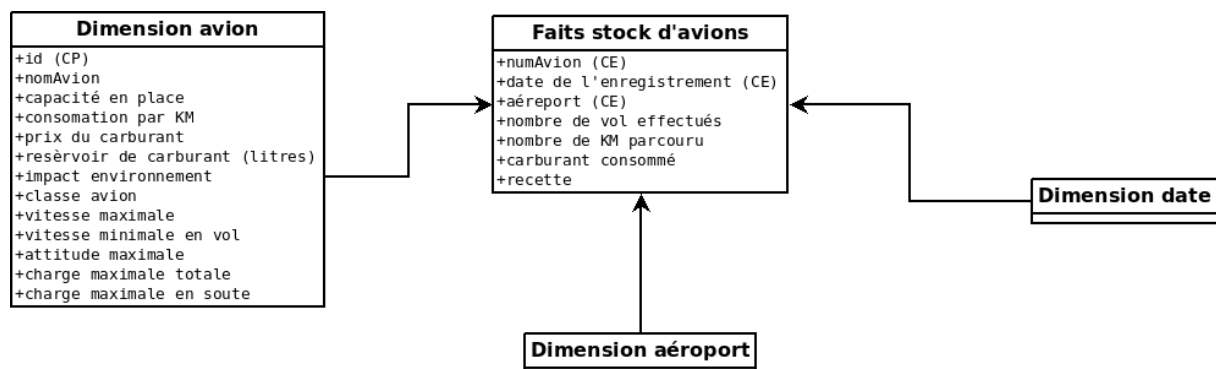 Dimension avion
+id (CP)
+nomAvion
+capacité en place
+consomation par KM
+prix du carburant
+resèrvoir de carburant (litres)
+impact environnement
+classe avion
+vitesse maximale
+vitesse minimale en vol
+attitude maximale
+charge maximale totale
+charge maximale en soute
Faits stock d'avions
+numAvion (CE)
+date de l'enregistrement (CE)
+aéreport (CE)
+nombre de vol effectués
+nombre de KM parcouru
+carburant consommé
+recette
Dimension date
Dimension aéroport